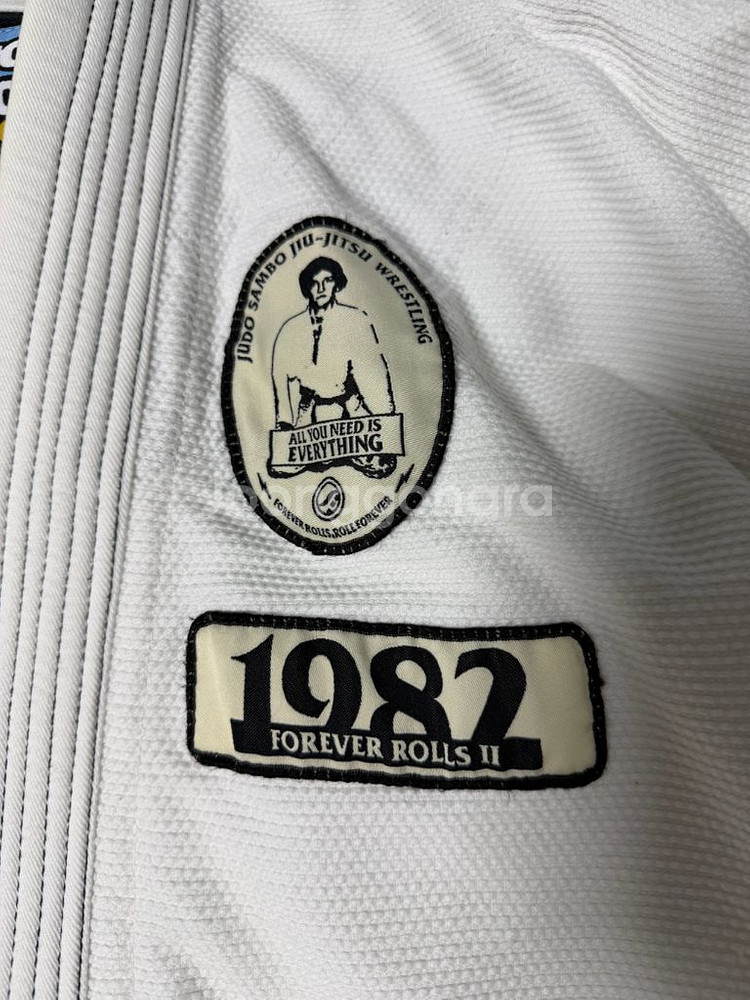 JUDO SAMBO JIU-JITSU WRESTLING
ALL YOU NEED IS
EVERYTHING
FOREVER ROLLS, ROLL FOREVER
1982
FOREVER ROLLS II